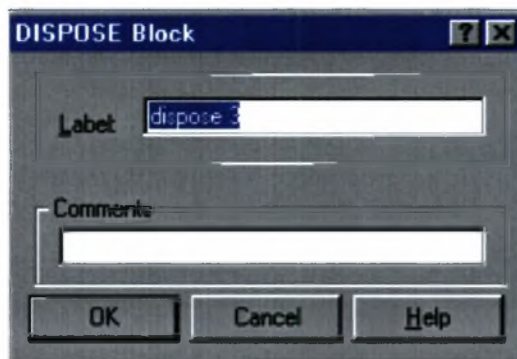 DISPOSE Block ? X
Label dispose 3
Comments
OK Cancel Help